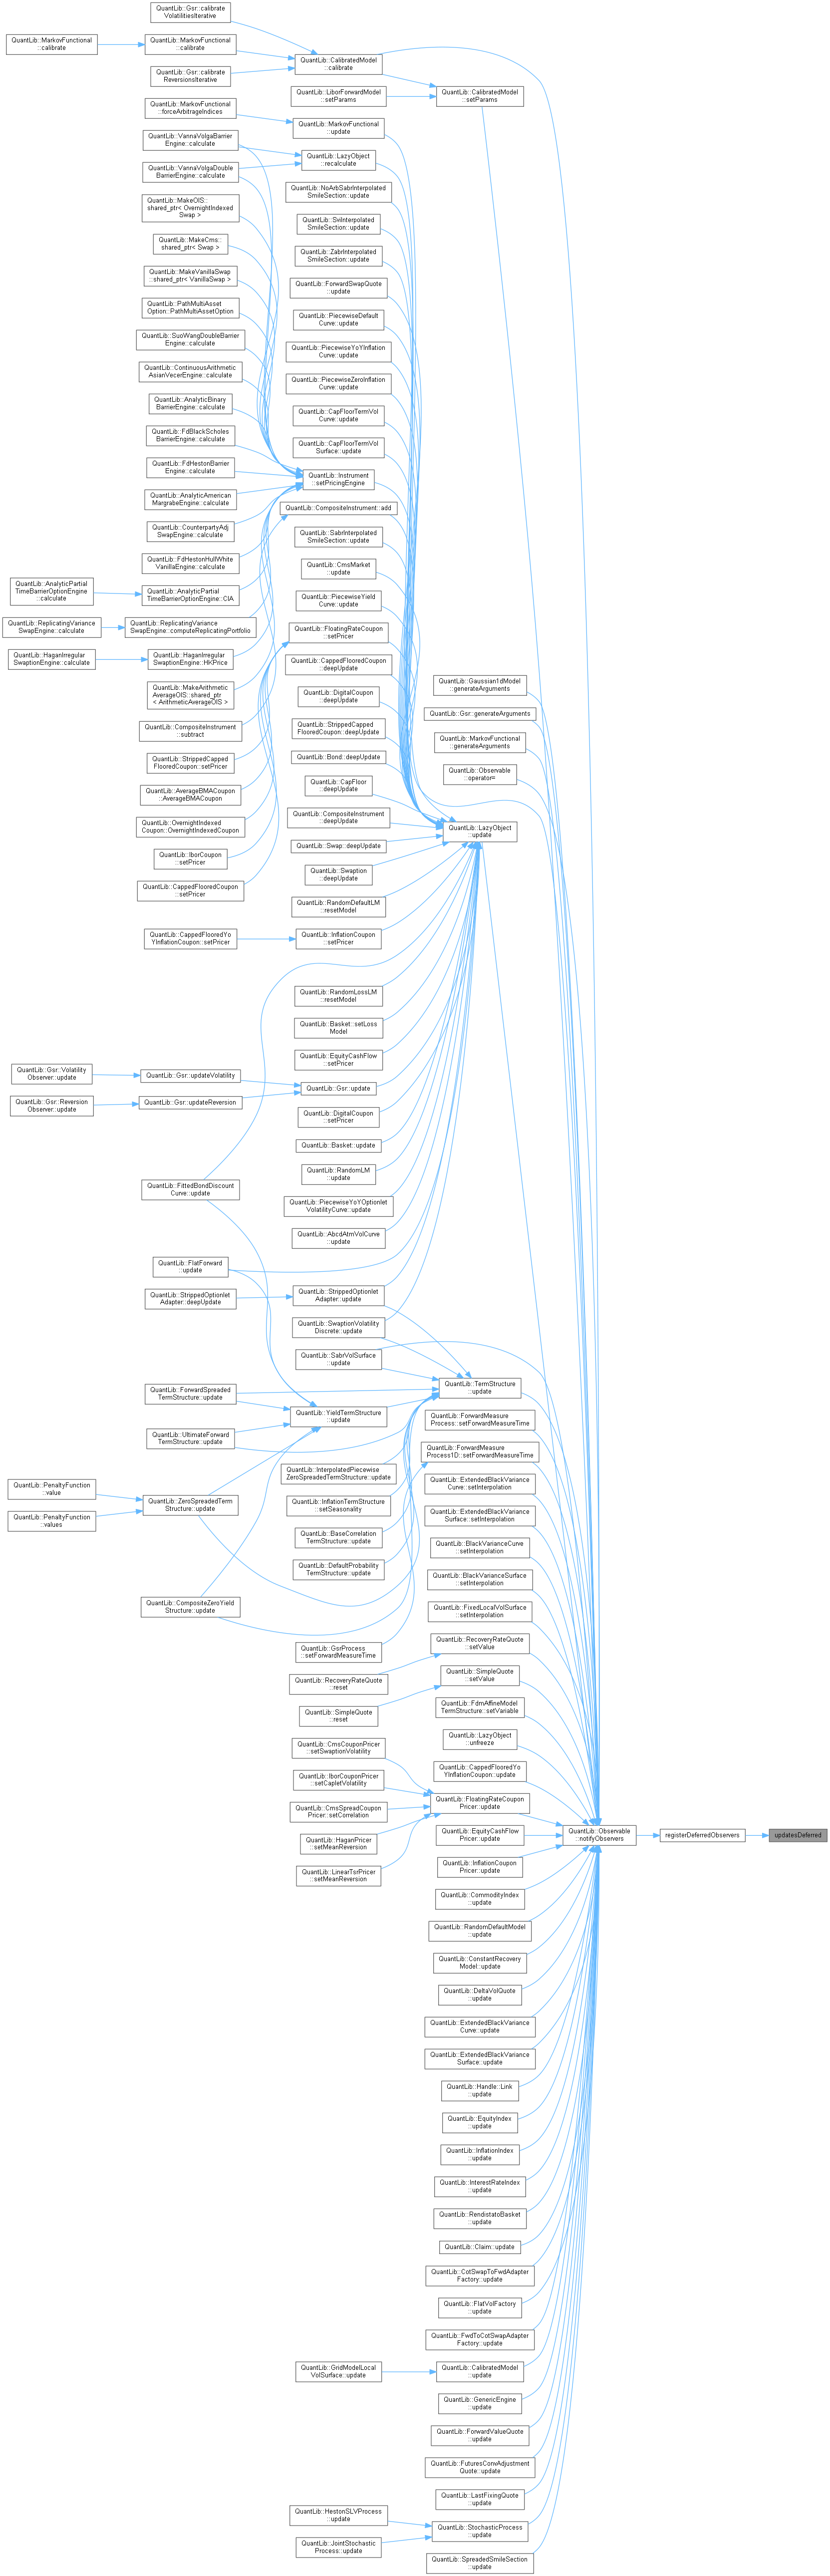 QuantLib::Gsr::calibrate
VolatilitiesIterative
QuantLib::MarkovFunctional
::calibrate
QuantLib::MarkovFunctional
::calibrate
QuantLib::Gsr::calibrate
ReversionsIterative
QuantLib::CalibratedModel
::calibrate
QuantLib::LiborForwardModel
::setParams
QuantLib::CalibratedModel
::setParams
QuantLib::MarkovFunctional
::forceArbitrageIndices
QuantLib::MarkovFunctional
::update
QuantLib::VannaVolgaBarrier
Engine::calculate
QuantLib::LazyObject
::recalculate
QuantLib::VannaVolgaDouble
BarrierEngine::calculate
QuantLib::NoArbSabrInterpolated
SmileSection::update
QuantLib::MakeOIS::
shared_ptr< OvernightIndexed
Swap >
QuantLib::SviInterpolated
SmileSection::update
QuantLib::MakeCms::
shared_ptr< Swap >
QuantLib::ZabrInterpolated
SmileSection::update
QuantLib::MakeVanillaSwap
::shared_ptr< VanillaSwap >
QuantLib::ForwardSwapQuote
::update
QuantLib::PathMultiAsset
Option::PathMultiAssetOption
QuantLib::PiecewiseDefault
Curve::update
QuantLib::SuoWangDoubleBarrier
Engine::calculate
QuantLib::PiecewiseYoYInflation
Curve::update
QuantLib::ContinuousArithmetic
AsianVecerEngine::calculate
QuantLib::PiecewiseZeroInflation
Curve::update
QuantLib::AnalyticBinary
BarrierEngine::calculate
QuantLib::CapFloorTermVol
Curve::update
QuantLib::FdBlackScholes
BarrierEngine::calculate
QuantLib::CapFloorTermVol
Surface::update
QuantLib::FdHestonBarrier
Engine::calculate
QuantLib::Instrument
::setPricingEngine
QuantLib::AnalyticAmerican
MargrabeEngine::calculate
QuantLib::CompositeInstrument::add
QuantLib::CounterpartyAdj
SwapEngine::calculate
QuantLib::SabrInterpolated
SmileSection::update
QuantLib::FdHestonHullWhite
VanillaEngine::calculate
QuantLib::CmsMarket
::update
QuantLib::AnalyticPartial
TimeBarrierOptionEngine
::calculate
QuantLib::AnalyticPartial
TimeBarrierOptionEngine::CIA
QuantLib::PiecewiseYield
Curve::update
QuantLib::ReplicatingVariance
SwapEngine::calculate
QuantLib::ReplicatingVariance
SwapEngine::computeReplicatingPortfolio
QuantLib::FloatingRateCoupon
::setPricer
QuantLib::HaganIrregular
SwaptionEngine::calculate
QuantLib::HaganIrregular
SwaptionEngine::HKPrice
QuantLib::CappedFlooredCoupon
::deepUpdate
QuantLib::Gaussian1dModel
::generateArguments
QuantLib::MakeArithmetic
AverageOIS::shared_ptr
< ArithmeticAverageOIS >
QuantLib::DigitalCoupon
::deepUpdate
QuantLib::Gsr::generateArguments
QuantLib::CompositeInstrument
::subtract
QuantLib::StrippedCapped
FlooredCoupon::deepUpdate
QuantLib::MarkovFunctional
::generateArguments
QuantLib::StrippedCapped
FlooredCoupon::setPricer
QuantLib::Bond::deepUpdate
QuantLib::Observable
::operator=
QuantLib::AverageBMACoupon
::AverageBMACoupon
QuantLib::CapFloor
::deepUpdate
QuantLib::OvernightIndexed
Coupon::OvernightIndexedCoupon
QuantLib::CompositeInstrument
::deepUpdate
QuantLib::LazyObject
::update
QuantLib::IborCoupon
::setPricer
QuantLib::Swap::deepUpdate
QuantLib::CappedFlooredCoupon
::setPricer
QuantLib::Swaption
::deepUpdate
QuantLib::RandomDefaultLM
::resetModel
QuantLib::CappedFlooredYo
YInflationCoupon::setPricer
QuantLib::InflationCoupon
::setPricer
QuantLib::RandomLossLM
::resetModel
QuantLib::Basket::setLoss
Model
QuantLib::EquityCashFlow
::setPricer
QuantLib::Gsr::Volatility
Observer::update
QuantLib::Gsr::updateVolatility
QuantLib::Gsr::update
QuantLib::Gsr::Reversion
Observer::update
QuantLib::Gsr::updateReversion
QuantLib::DigitalCoupon
::setPricer
QuantLib::Basket::update
QuantLib::RandomLM
::update
QuantLib::FittedBondDiscount
Curve::update
QuantLib::PiecewiseYoYOptionlet
VolatilityCurve::update
QuantLib::AbcdAtmVolCurve
::update
QuantLib::FlatForward
::update
QuantLib::StrippedOptionlet
Adapter::deepUpdate
QuantLib::StrippedOptionlet
Adapter::update
QuantLib::SwaptionVolatility
Discrete::update
QuantLib::SabrVolSurface
::update
QuantLib::TermStructure
::update
QuantLib::ForwardSpreaded
TermStructure::update
QuantLib::YieldTermStructure
::update
QuantLib::ForwardMeasure
Process::setForwardMeasureTime
QuantLib::UltimateForward
TermStructure::update
QuantLib::ForwardMeasure
Process1D::setForwardMeasureTime
QuantLib::InterpolatedPiecewise
ZeroSpreadedTermStructure::update
QuantLib::ExtendedBlackVariance
Curve::setInterpolation
QuantLib::PenaltyFunction
::value
QuantLib::ZeroSpreadedTerm
Structure::update
QuantLib::InflationTermStructure
::setSeasonality
QuantLib::ExtendedBlackVariance
Surface::setInterpolation
QuantLib::PenaltyFunction
::values
QuantLib::BaseCorrelation
TermStructure::update
QuantLib::BlackVarianceCurve
::setInterpolation
QuantLib::DefaultProbability
TermStructure::update
QuantLib::BlackVarianceSurface
::setInterpolation
QuantLib::CompositeZeroYield
Structure::update
QuantLib::FixedLocalVolSurface
::setInterpolation
QuantLib::GsrProcess
::setForwardMeasureTime
QuantLib::RecoveryRateQuote
::setValue
QuantLib::RecoveryRateQuote
::reset
QuantLib::SimpleQuote
::setValue
QuantLib::SimpleQuote
::reset
QuantLib::FdmAffineModel
TermStructure::setVariable
QuantLib::LazyObject
::unfreeze
QuantLib::CmsCouponPricer
::setSwaptionVolatility
QuantLib::CappedFlooredYo
YInflationCoupon::update
QuantLib::IborCouponPricer
::setCapletVolatility
QuantLib::FloatingRateCoupon
Pricer::update
QuantLib::CmsSpreadCoupon
Pricer::setCorrelation
QuantLib::EquityCashFlow
Pricer::update
QuantLib::Observable
::notifyObservers
registerDeferredObservers
updatesDeferred
QuantLib::HaganPricer
::setMeanReversion
QuantLib::InflationCoupon
Pricer::update
QuantLib::LinearTsrPricer
::setMeanReversion
QuantLib::CommodityIndex
::update
QuantLib::RandomDefaultModel
::update
QuantLib::ConstantRecovery
Model::update
QuantLib::DeltaVolQuote
::update
QuantLib::ExtendedBlackVariance
Curve::update
QuantLib::ExtendedBlackVariance
Surface::update
QuantLib::Handle::Link
::update
QuantLib::EquityIndex
::update
QuantLib::InflationIndex
::update
QuantLib::InterestRateIndex
::update
QuantLib::RendistatoBasket
::update
QuantLib::Claim::update
QuantLib::CotSwapToFwdAdapter
Factory::update
QuantLib::FlatVolFactory
::update
QuantLib::FwdToCotSwapAdapter
Factory::update
QuantLib::GridModelLocal
VolSurface::update
QuantLib::CalibratedModel
::update
QuantLib::GenericEngine
::update
QuantLib::ForwardValueQuote
::update
QuantLib::FuturesConvAdjustment
Quote::update
QuantLib::LastFixingQuote
::update
QuantLib::HestonSLVProcess
::update
QuantLib::StochasticProcess
::update
QuantLib::JointStochastic
Process::update
QuantLib::SpreadedSmileSection
::update